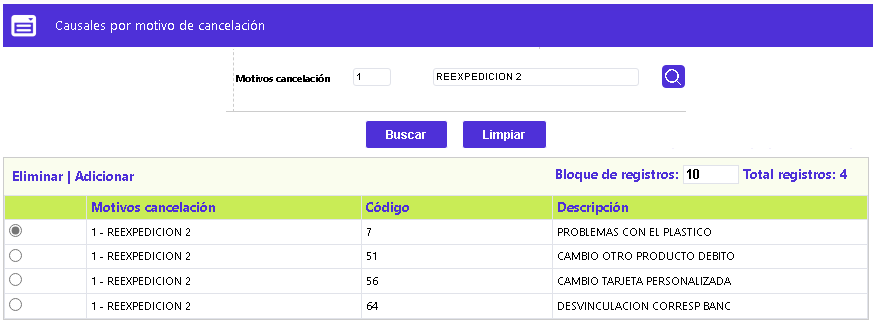 Causales por motivo de cancelación
Motivos cancelación 1 REEXPEDICION 2
Buscar Limpiar
Eliminar | Adicionar Bloque de registros: 10 Total registros: 4
Motivos cancelación Código Descripción
1 - REEXPEDICION 2 7 PROBLEMAS CON EL PLASTICO
1 - REEXPEDICION 2 51 CAMBIO OTRO PRODUCTO DEBITO
1 - REEXPEDICION 2 56 CAMBIO TARJETA PERSONALIZADA
1 - REEXPEDICION 2 64 DESVINCULACION CORRESP BANC